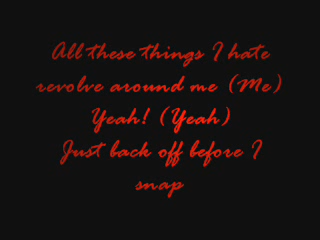 All these things I hate
revolve around me (Me)
Yeah! (Yeah)
Just back off before I
snap